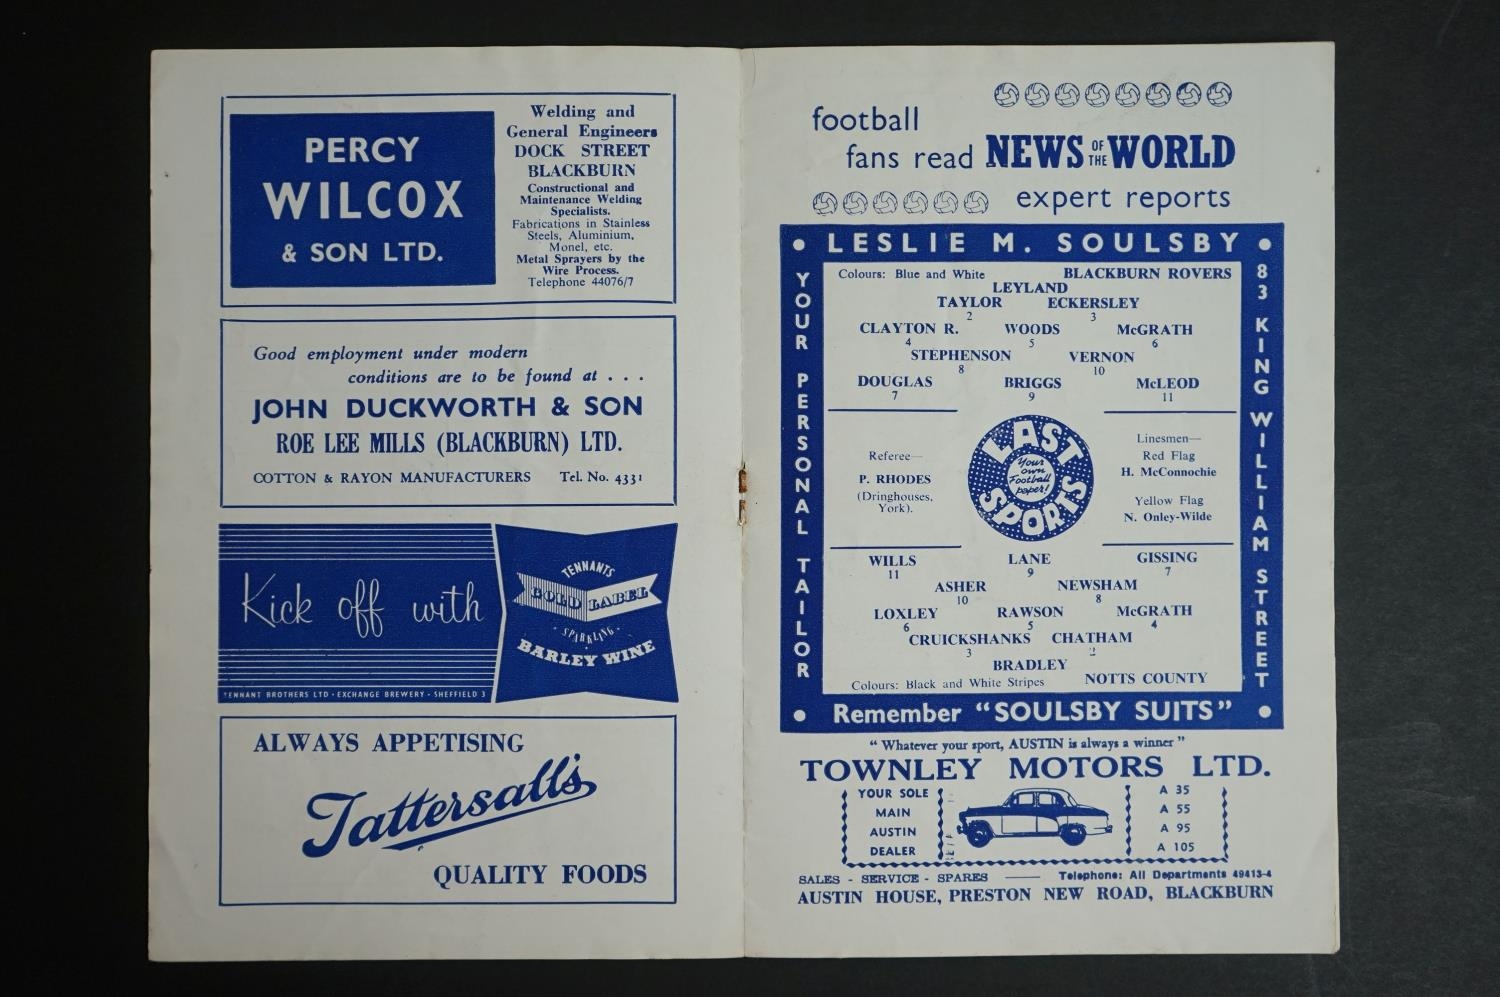 PERCY
WILCOX
& SON LTD.
Welding and
General Engineers
DOCK STREET
BLACKBURN
Constructional and
Maintenance Welding
Specialists.
Fabrications in Stainless
Steels, Aluminium,
Monel, etc.
Metal Sprayers by the
Wire Process.
Telephone 44076/7
Good employment under modern
conditions are to be found at . . .
JOHN DUCKWORTH & SON
ROE LEE MILLS (BLACKBURN) LTD.
COTTON & RAYON MANUFACTURERS Tel. No. 4331
Kick off with
TENNANTS
GOLD LABEL
· SPARKLING ·
BARLEY WINE
TENNANT BROTHERS LTD · EXCHANGE BREWERY · SHEFFIELD 3
ALWAYS APPETISING
Tattersall's
QUALITY FOODS
football
fans read NEWS OF THE WORLD
expert reports
• LESLIE M. SOULSBY •
YOUR PERSONAL TAILOR
83 KING WILLIAM STREET
Colours: Blue and White BLACKBURN ROVERS
LEYLAND
TAYLOR ECKERSLEY
2 3
CLAYTON R. WOODS McGRATH
4 5 6
STEPHENSON VERNON
8 10
DOUGLAS BRIGGS McLEOD
7 9 11
Referee—
P. RHODES
(Dringhouses,
York).
LAST
Your
own
Football
paper!
SPORTS
Linesmen—
Red Flag
H. McConnochie
Yellow Flag
N. Onley-Wilde
WILLS LANE GISSING
11 9 7
ASHER NEWSHAM
10 8
LOXLEY RAWSON McGRATH
6 5 4
CRUICKSHANKS CHATHAM
3 2
BRADLEY
Colours: Black and White Stripes NOTTS COUNTY
• Remember "SOULSBY SUITS" •
" Whatever your sport, AUSTIN is always a winner "
TOWNLEY MOTORS LTD.
YOUR SOLE
MAIN
AUSTIN
DEALER
A 35
A 55
A 95
A 105
SALES - SERVICE - SPARES —— Telephone: All Departments 49413-4
AUSTIN HOUSE, PRESTON NEW ROAD, BLACKBURN